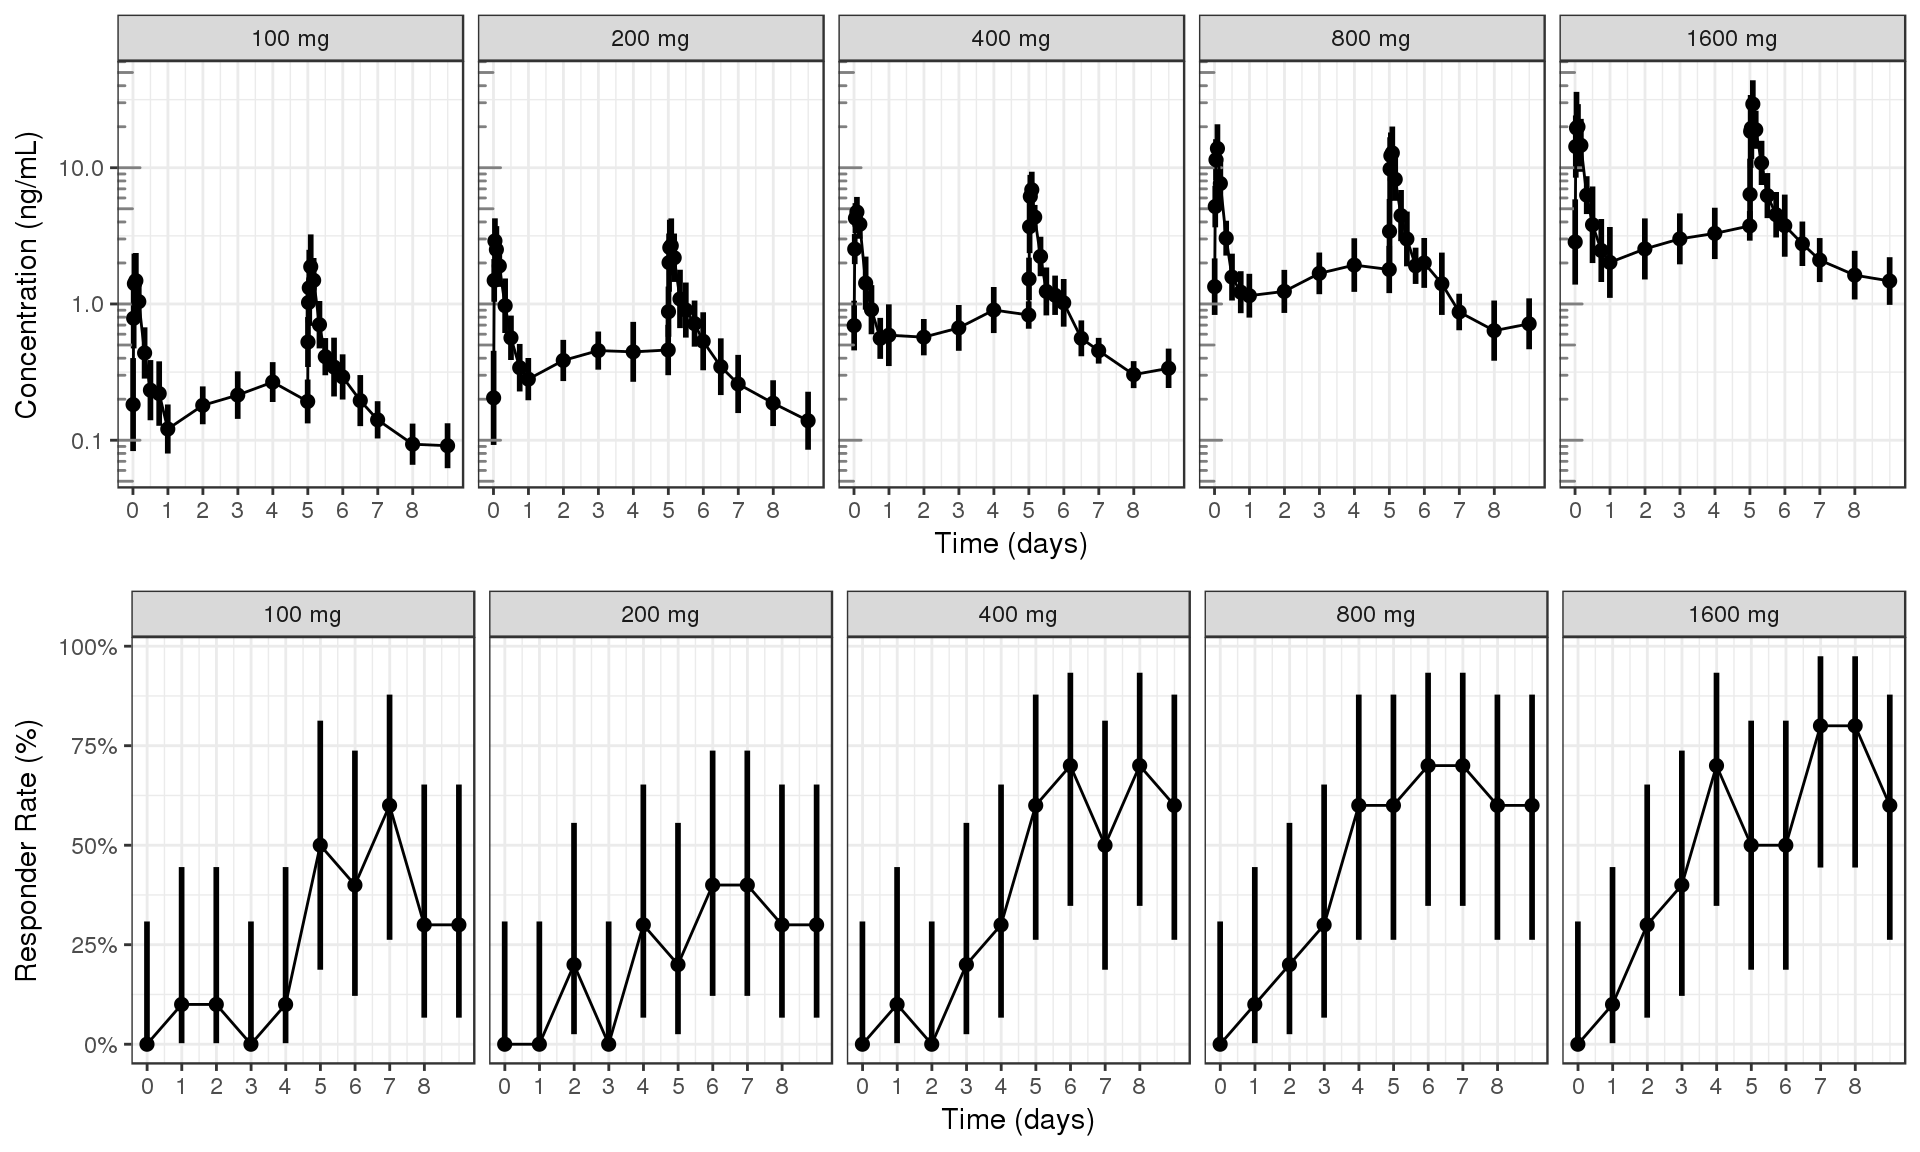 100 mg 200 mg 400 mg 800 mg 1600 mg
Concentration (ng/mL)
10.0
1.0
0.1
0 1 2 3 4 5 6 7 8 0 1 2 3 4 5 6 7 8 0 1 2 3 4 5 6 7 8 0 1 2 3 4 5 6 7 8 0 1 2 3 4 5 6 7 8
Time (days)
100 mg 200 mg 400 mg 800 mg 1600 mg
Responder Rate (%)
100%
75%
50%
25%
0%
0 1 2 3 4 5 6 7 8 0 1 2 3 4 5 6 7 8 0 1 2 3 4 5 6 7 8 0 1 2 3 4 5 6 7 8 0 1 2 3 4 5 6 7 8
Time (days)